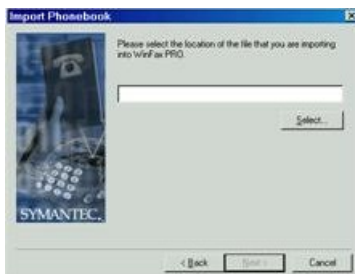 Import Phonebook
Please select the location of the file that you are importing
into WinFax PRO.
Select...
SYMANTEC.
< Back
Next >
Cancel